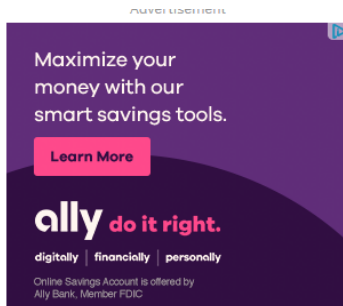 Advertisement
Maximize your
money with our
smart savings tools.
Learn More
ally do it right.
digitally | financially | personally
Online Savings Account is offered by
Ally Bank, Member FDIC